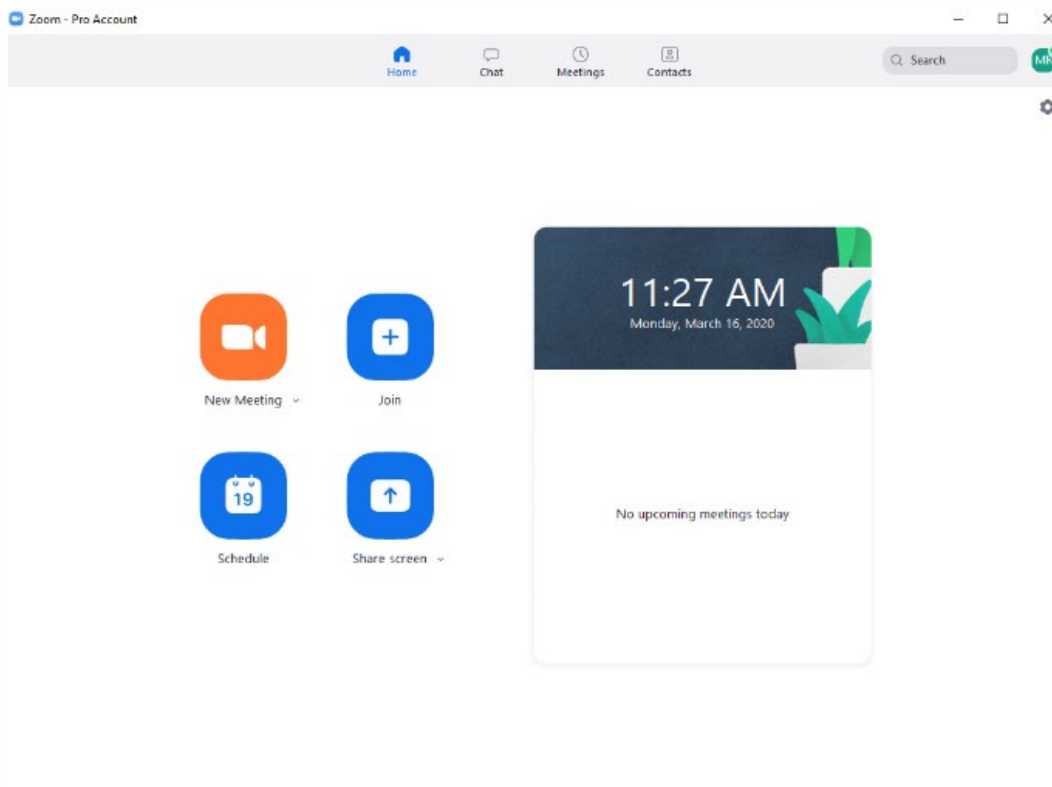 Zoom - Pro Account
Home
Chat
Meetings
Contacts
Search
MR
11:27 AM
Monday, March 16, 2020
New Meeting
Join
19
Schedule
Share screen
No upcoming meetings today